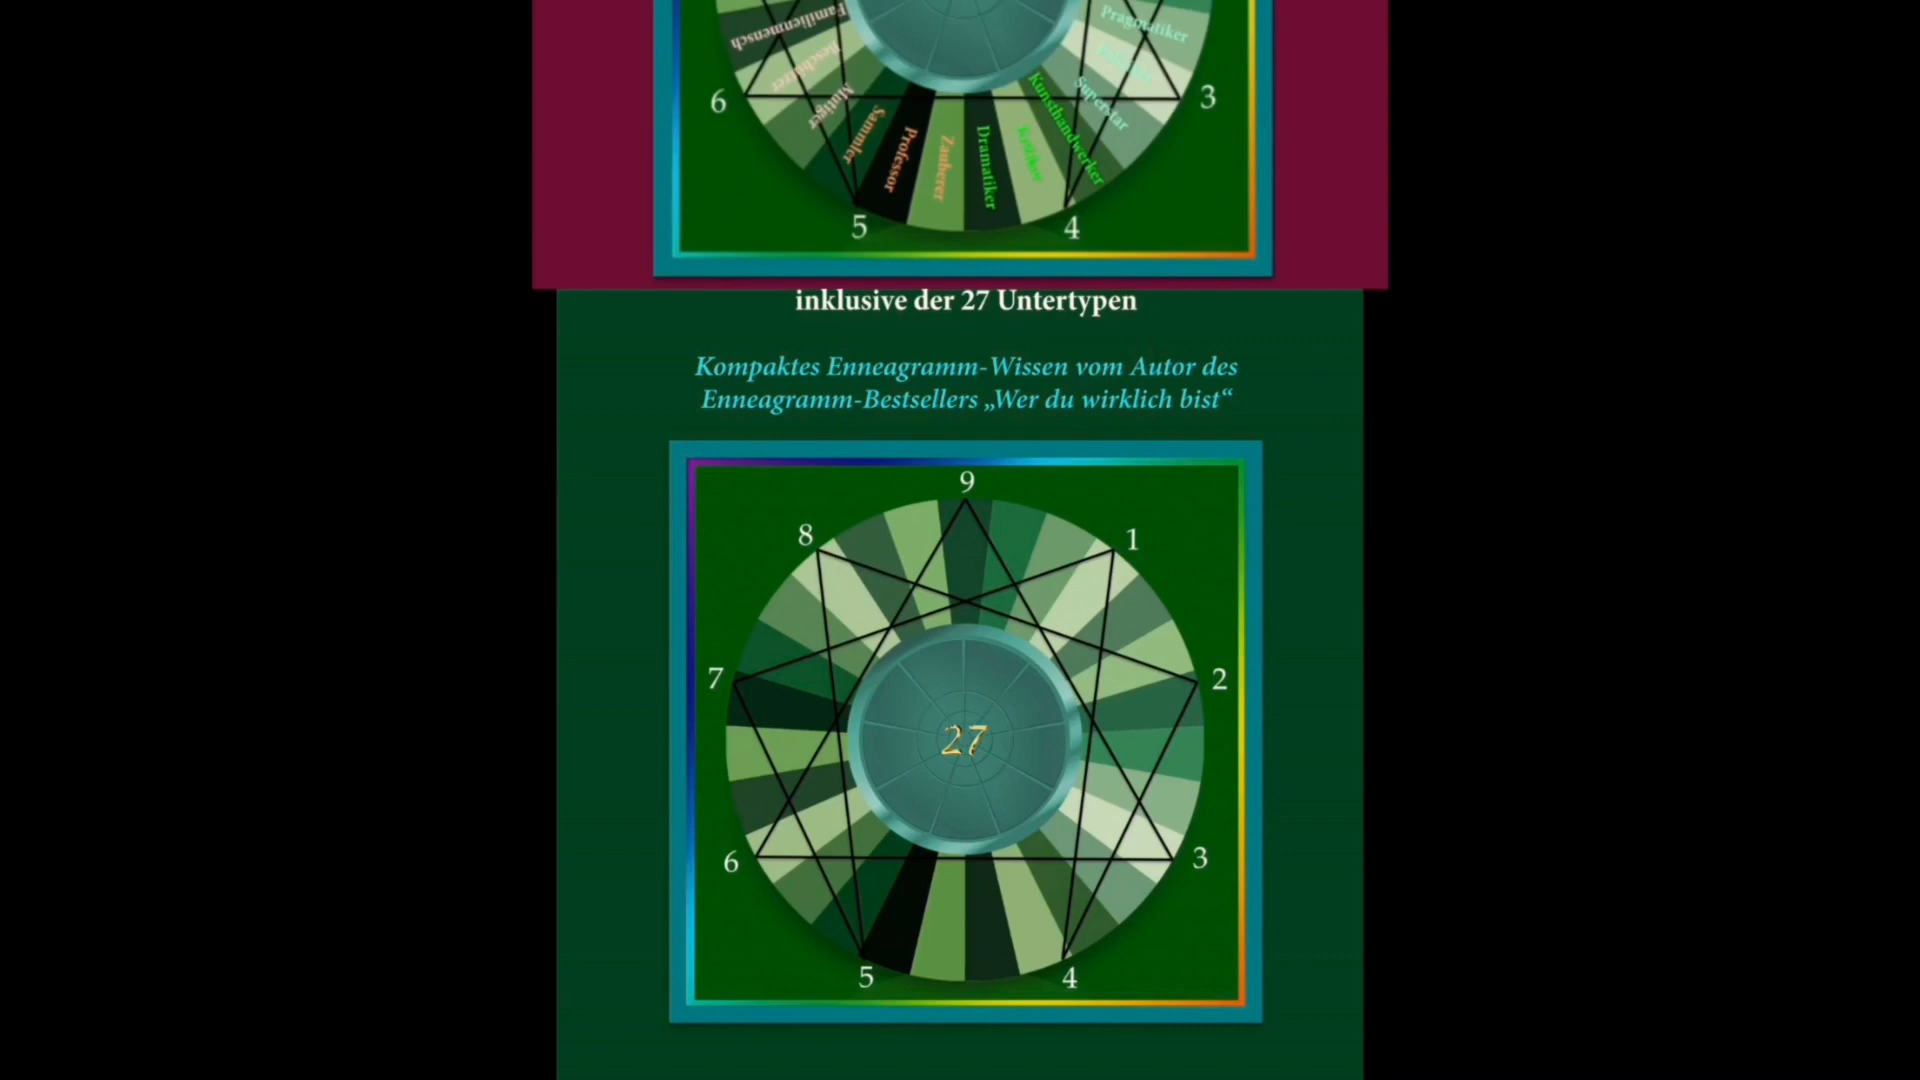 Familienmensch
Beschützer
Mutiger
Sammler
Professor
Zauberer
Dramatiker
Kritiker
Kunsthandwerker
Superstar
Pragmatiker
6
3
5
4
inklusive der 27 Untertypen
Kompaktes Enneagramm-Wissen vom Autor des
Enneagramm-Bestsellers „Wer du wirklich bist“
9
8
1
7
2
27
6
3
5
4